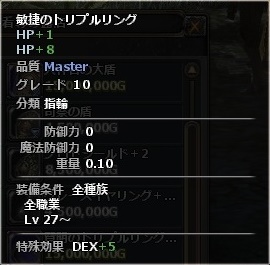 敏捷のトリプルリング
HP+1
HP+8
品質 Master
グレード 10
分類 指輪
防御力 0
魔法防御力 0
重量 0.10
装備条件 全種族
全職業
Lv 27～
特殊効果 DEX+5